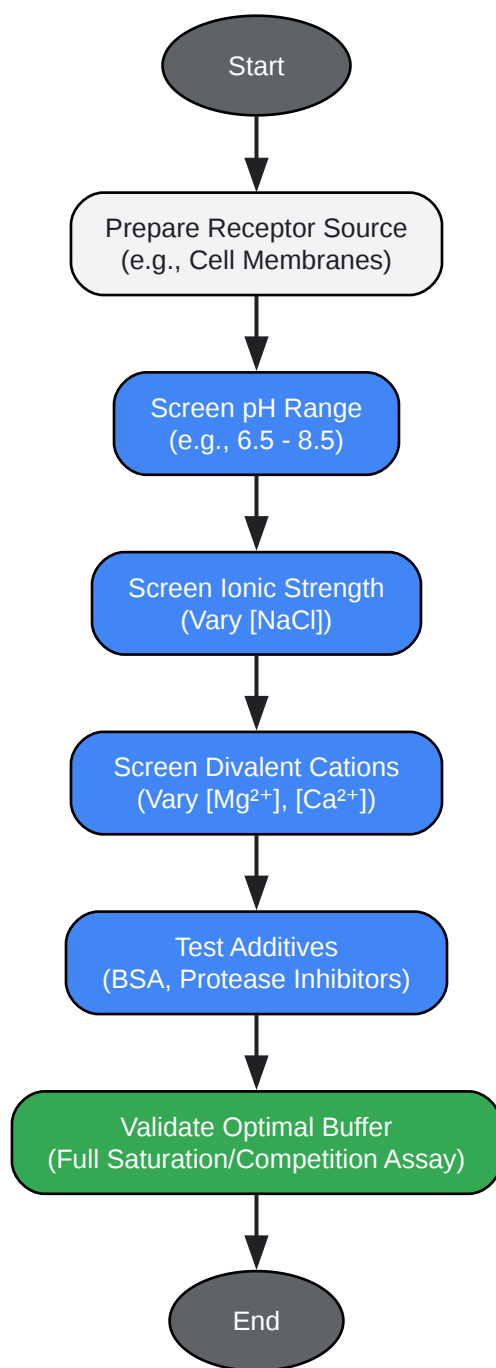 Start
Prepare Receptor Source
(e.g., Cell Membranes)
Screen pH Range
(e.g., 6.5 - 8.5)
Screen Ionic Strength
(Vary [NaCl])
Screen Divalent Cations
(Vary [Mg²⁺], [Ca²⁺])
Test Additives
(BSA, Protease Inhibitors)
Validate Optimal Buffer
(Full Saturation/Competition Assay)
End